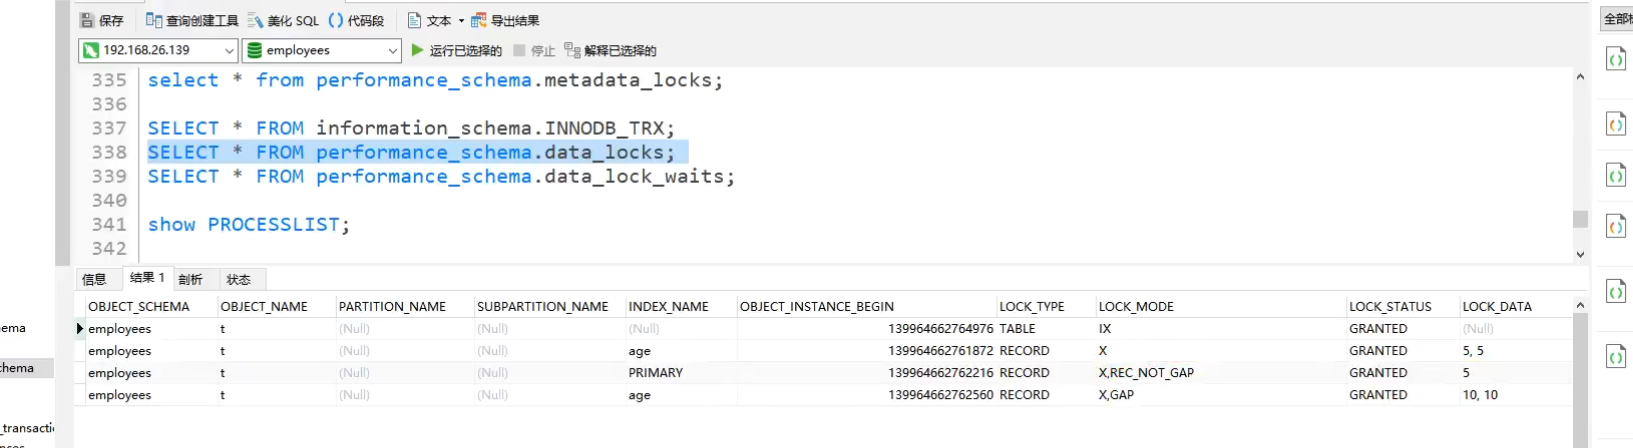 保存 查询创建工具 美化 SQL () 代码段 文本 导出结果
192.168.26.139 employees 运行已选择的 停止 解释已选择的
335 select * from performance_schema.metadata_locks;
336
337 SELECT * FROM information_schema.INNODB_TRX;
338 SELECT * FROM performance_schema.data_locks;
339 SELECT * FROM performance_schema.data_lock_waits;
340
341 show PROCESSLIST;
342
信息 结果 1 剖析 状态
OBJECT_SCHEMA OBJECT_NAME PARTITION_NAME SUBPARTITION_NAME INDEX_NAME OBJECT_INSTANCE_BEGIN LOCK_TYPE LOCK_MODE LOCK_STATUS LOCK_DATA
employees t (Null) (Null) (Null) 139964662764976 TABLE IX GRANTED (Null)
employees t (Null) (Null) age 139964662761872 RECORD X GRANTED 5, 5
employees t (Null) (Null) PRIMARY 139964662762216 RECORD X,REC_NOT_GAP GRANTED 5
employees t (Null) (Null) age 139964662762560 RECORD X,GAP GRANTED 10, 10
ema
chema
_transactio
全部